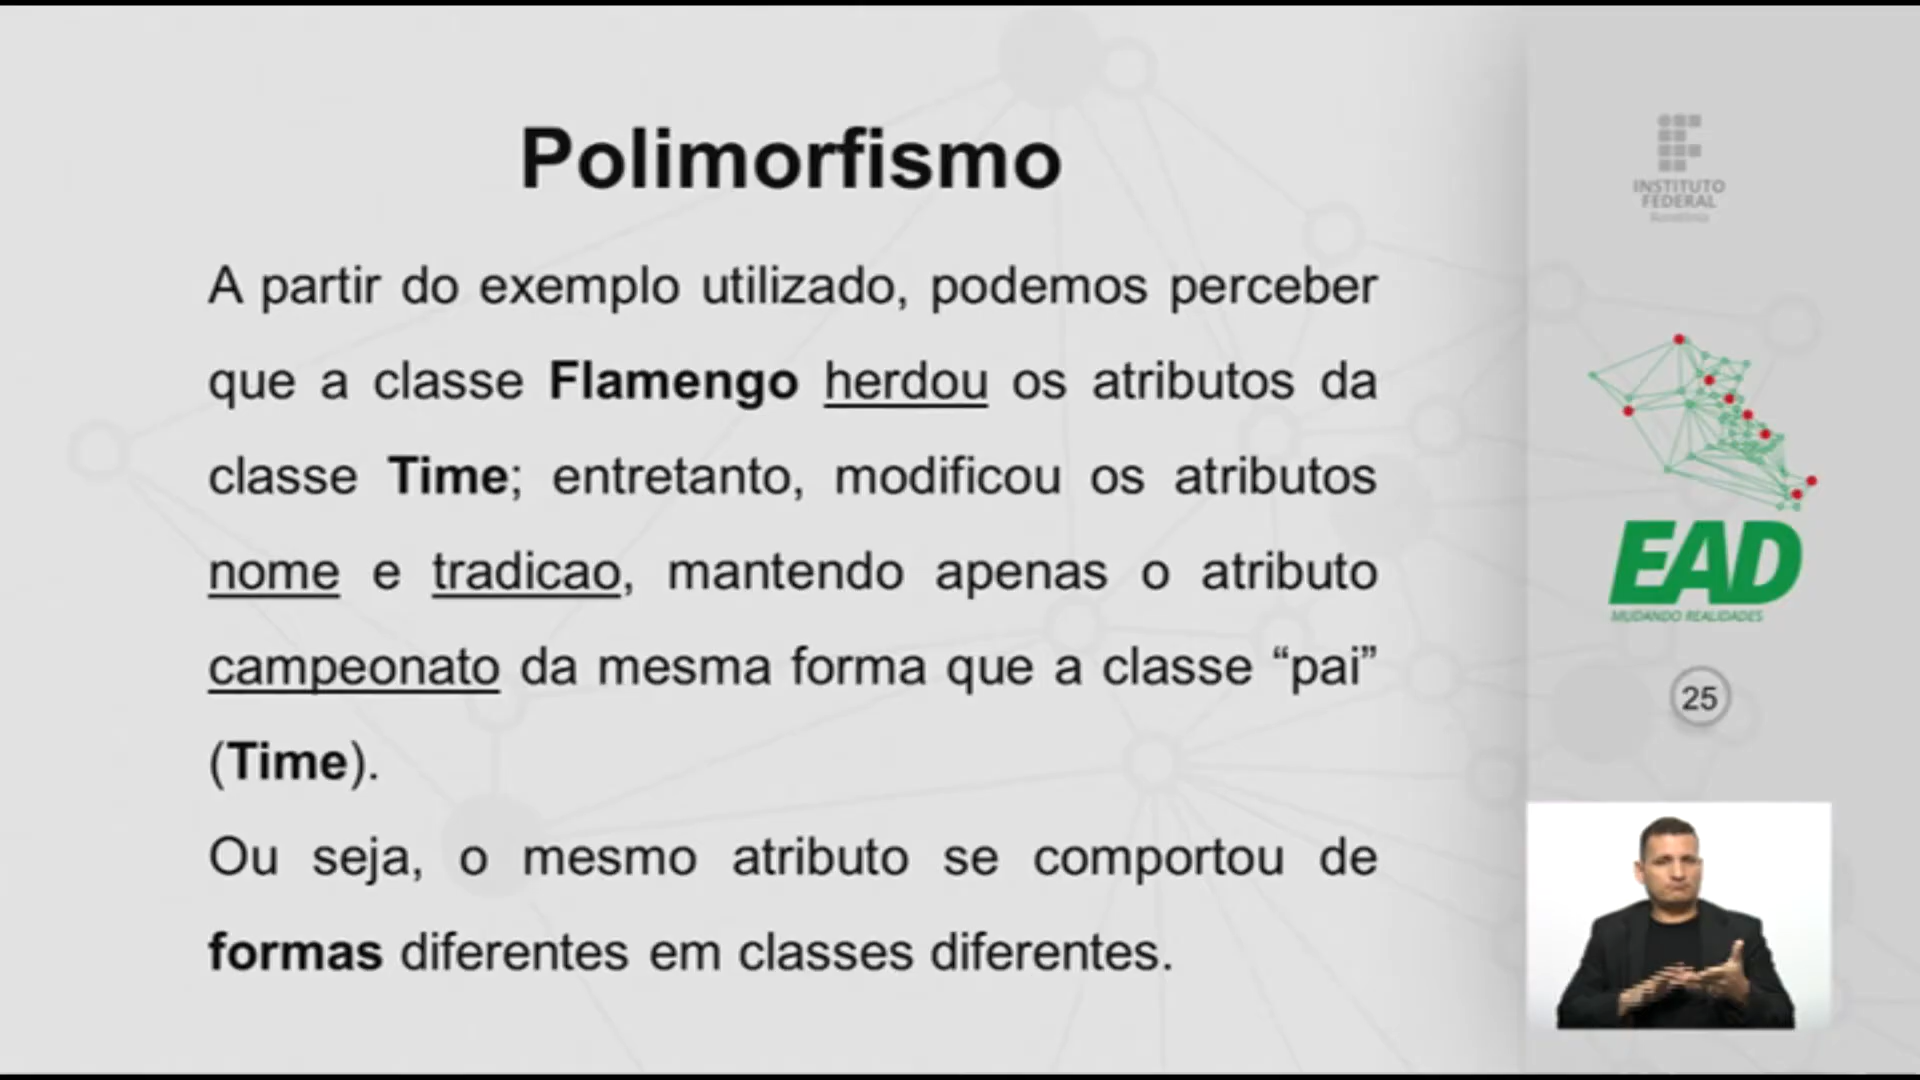 Polimorfismo
A partir do exemplo utilizado, podemos perceber
que a classe Flamengo herdou os atributos da
classe Time; entretanto, modificou os atributos
nome e tradicao, mantendo apenas o atributo
campeonato da mesma forma que a classe “pai”
(Time).
Ou seja, o mesmo atributo se comportou de
formas diferentes em classes diferentes.
INSTITUTO
FEDERAL
Rondônia
EAD
MUDANDO REALIDADES
25